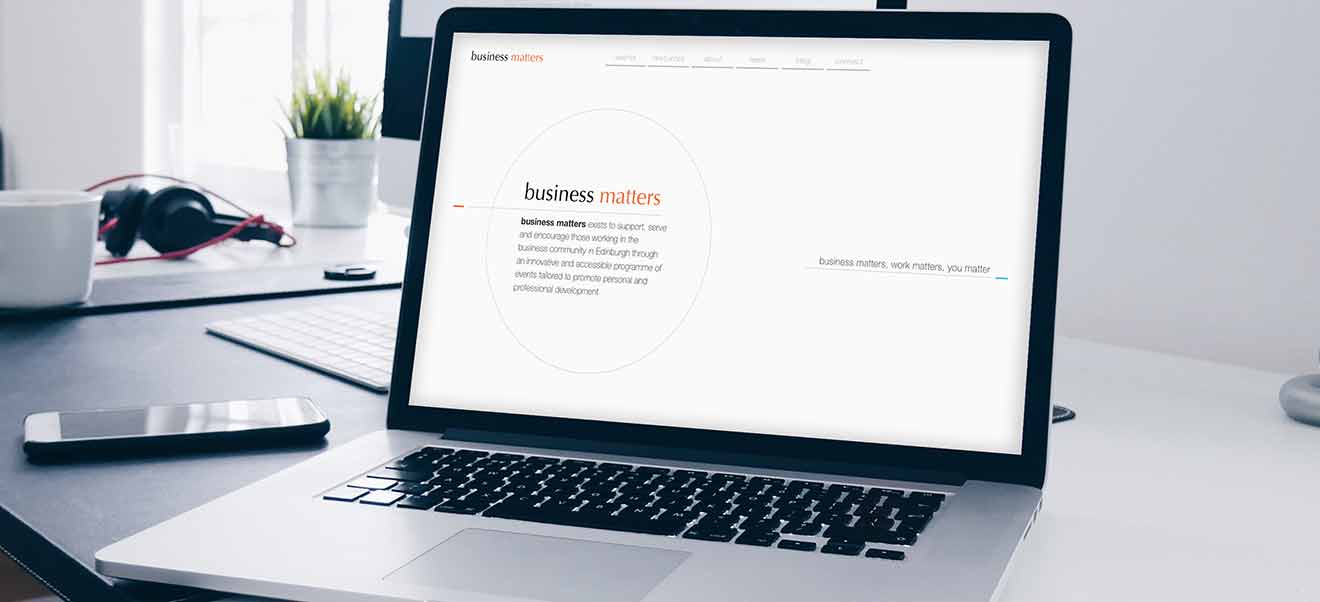 business matters
events resources about team blog contact
business matters
business matters exists to support, serve
and encourage those working in the
business community in Edinburgh through
an innovative and accessible programme of
events tailored to promote personal and
professional development
business matters, work matters, you matter